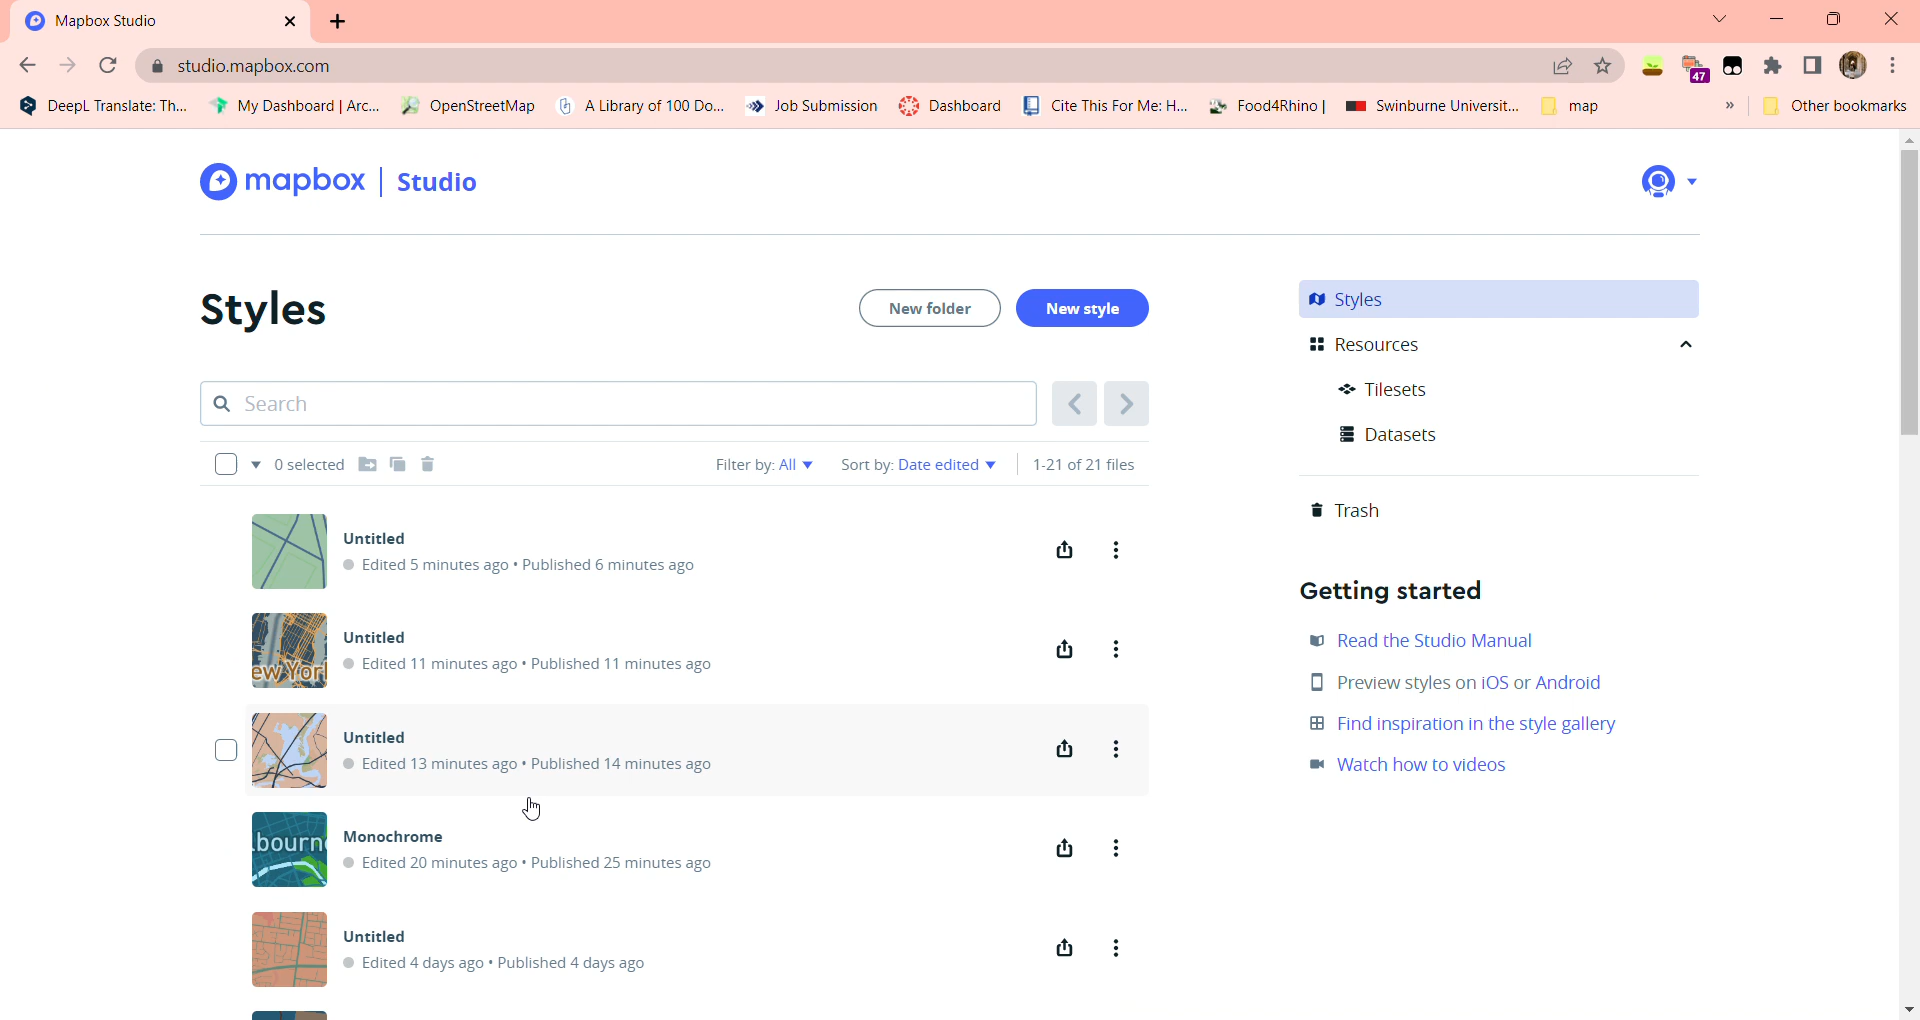 Mapbox Studio
studio.mapbox.com
47
DeepL Translate: Th...
My Dashboard | Arc...
OpenStreetMap
A Library of 100 Do...
Job Submission
Dashboard
Cite This For Me: H...
Food4Rhino |
Swinburne Universit...
map
»
Other bookmarks
mapbox | Studio
Styles
New folder
New style
Search
0 selected
Filter by: All
Sort by: Date edited
1-21 of 21 files
Untitled
Edited 5 minutes ago • Published 6 minutes ago
ew York
Untitled
Edited 11 minutes ago • Published 11 minutes ago
Untitled
Edited 13 minutes ago • Published 14 minutes ago
lbourn
Monochrome
Edited 20 minutes ago • Published 25 minutes ago
Untitled
Edited 4 days ago • Published 4 days ago
Styles
Resources
Tilesets
Datasets
Trash
Getting started
Read the Studio Manual
Preview styles on iOS or Android
Find inspiration in the style gallery
Watch how to videos